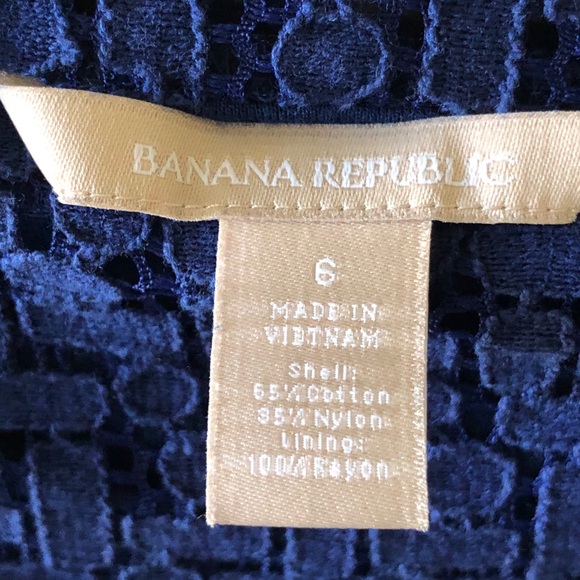 BANANA REPUBLIC
6
MADE IN
VIETNAM
Shell:
65% Cotton
35% Nylon
Lining:
100% Rayon